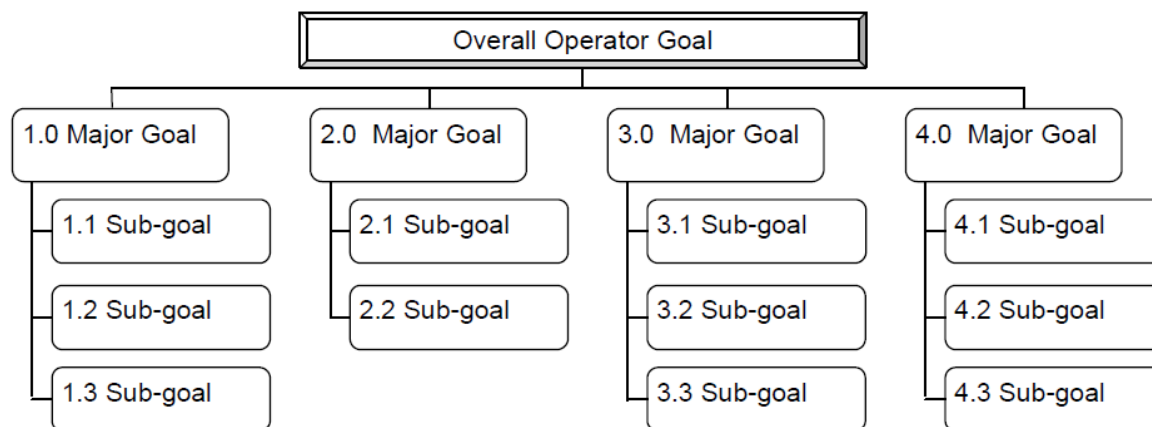 Overall Operator Goal
1.0 Major Goal
2.0 Major Goal
3.0 Major Goal
4.0 Major Goal
1.1 Sub-goal
2.1 Sub-goal
3.1 Sub-goal
4.1 Sub-goal
1.2 Sub-goal
2.2 Sub-goal
3.2 Sub-goal
4.2 Sub-goal
1.3 Sub-goal
3.3 Sub-goal
4.3 Sub-goal